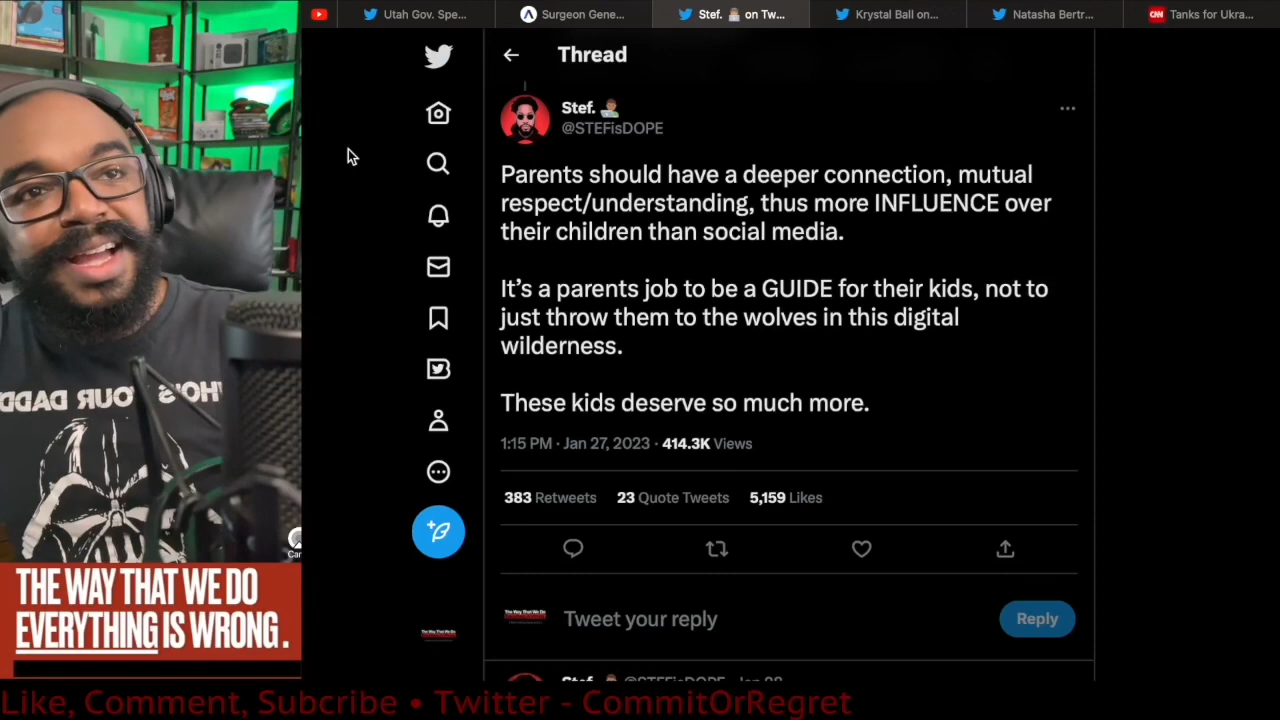 Utah Gov. Spe...
Surgeon Gene...
Stef. on Tw...
Krystal Ball on...
Natasha Bertr...
CNN
Tanks for Ukra...
Thread
Stef.
@STEFisDOPE
Parents should have a deeper connection, mutual
respect/understanding, thus more INFLUENCE over
their children than social media.
It's a parents job to be a GUIDE for their kids, not to
just throw them to the wolves in this digital
wilderness.
These kids deserve so much more.
1:15 PM · Jan 27, 2023 · 414.3K Views
383 Retweets 23 Quote Tweets 5,159 Likes
Tweet your reply
Reply
WHO'S YOUR DADD
Car
THE WAY THAT WE DO
EVERYTHING IS WRONG.
Like, Comment, Subcribe • Twitter - CommitOrRegret